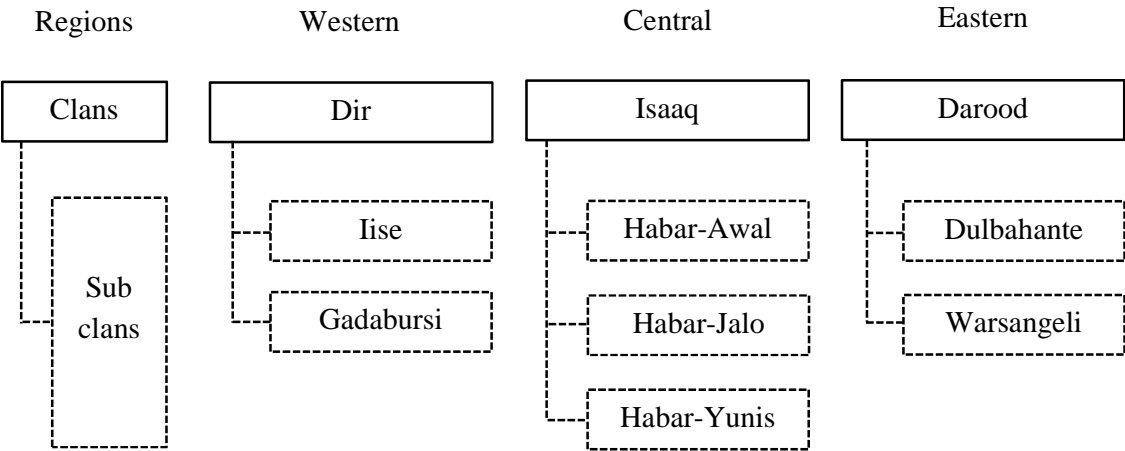 Regions Western Central Eastern
Clans Dir Isaaq Darood
Sub
clans
Iise Habar-Awal Dulbahante
Gadabursi Habar-Jalo Warsangeli
Habar-Yunis